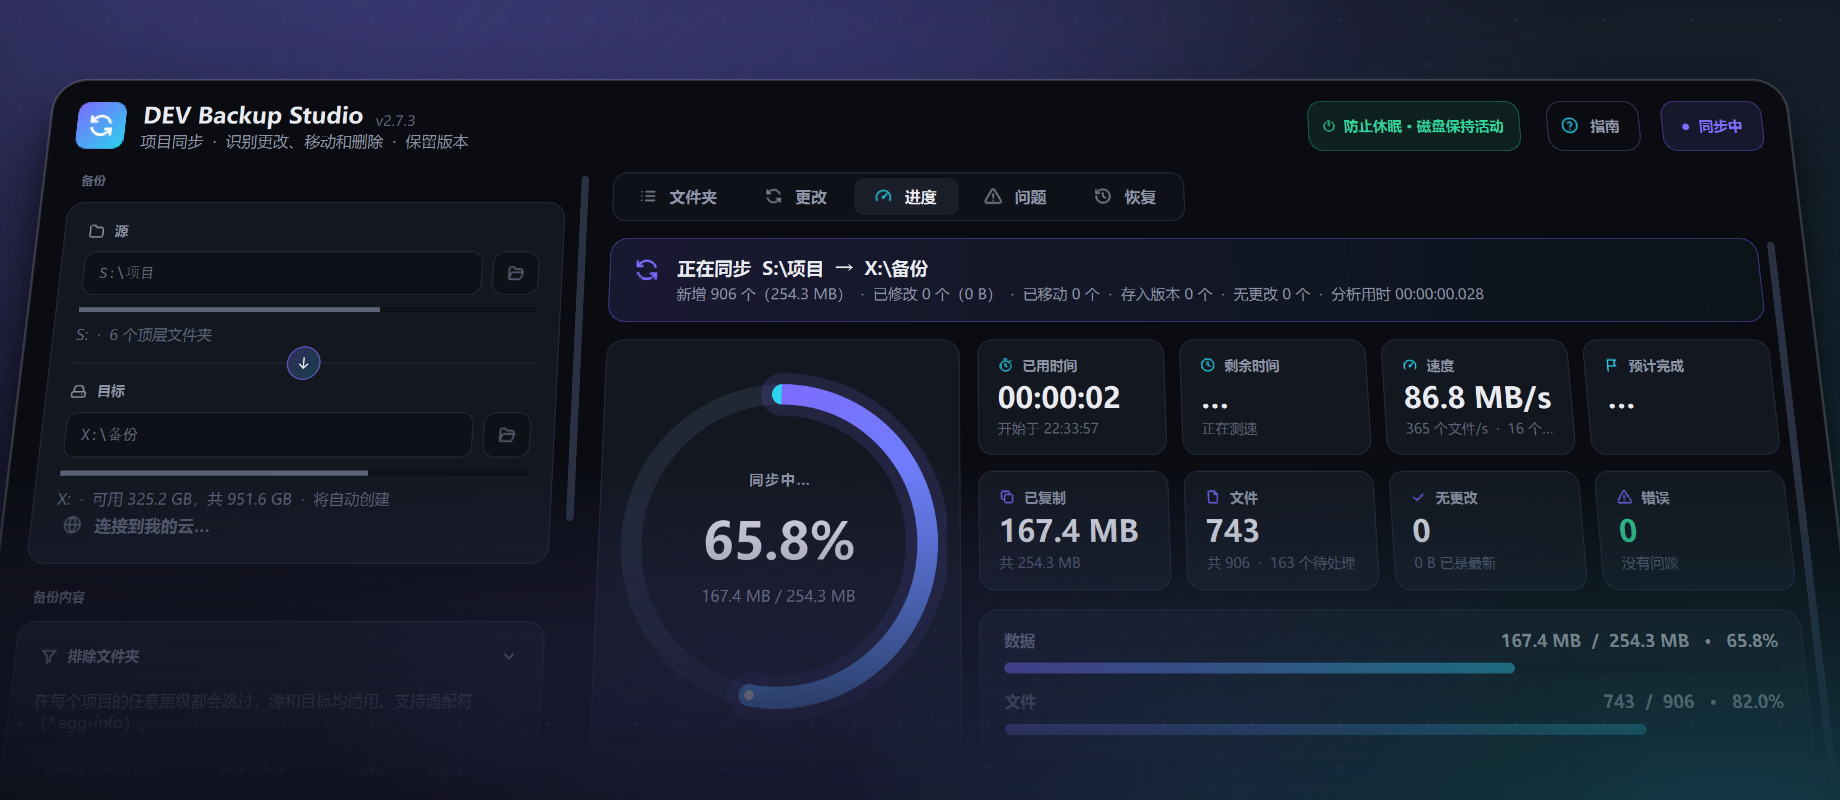 DEV Backup Studio v2.7.3
项目同步 · 识别更改、移动和删除 · 保留版本
防止休眠 • 磁盘保持活动
指南
同步中
备份
源
S:\项目
S: · 6 个顶层文件夹
目标
X:\备份
X: · 可用 325.2 GB，共 951.6 GB · 将自动创建
连接到我的云...
备份内容
排除文件夹
在每个项目的任意层级都会跳过，源和目标均适用。支持通配符
（*.egg-info）。
文件夹
更改
进度
问题
恢复
正在同步 S:\项目 → X:\备份
新增 906 个（254.3 MB） · 已修改 0 个（0 B） · 已移动 0 个 · 存入版本 0 个 · 无更改 0 个 · 分析用时 00:00:00.028
同步中...
65.8%
167.4 MB / 254.3 MB
已用时间
00:00:02
开始于 22:33:57
剩余时间
...
正在测速
速度
86.8 MB/s
365 个文件/s · 16 个...
预计完成
...
已复制
167.4 MB
共 254.3 MB
文件
743
共 906 · 163 个待处理
无更改
0
0 B 已是最新
错误
0
没有问题
数据
167.4 MB / 254.3 MB • 65.8%
文件
743 / 906 • 82.0%